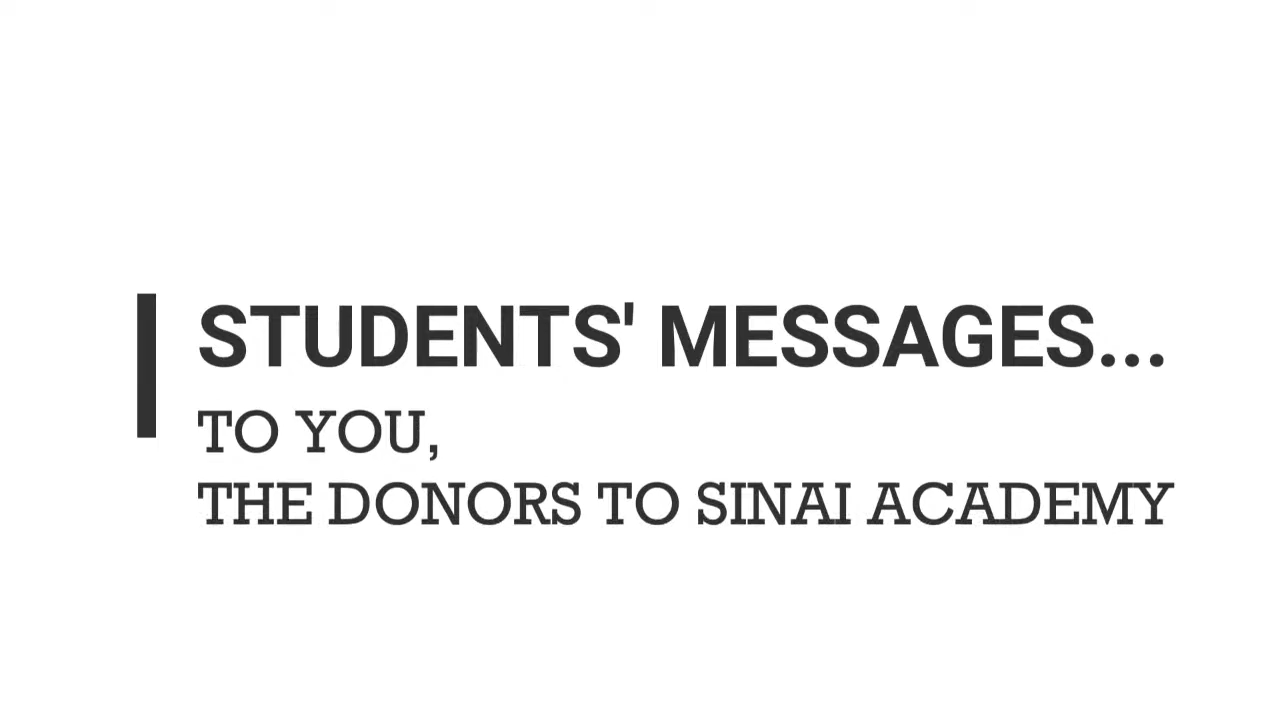 STUDENTS' MESSAGES...
TO YOU,
THE DONORS TO SINAI ACADEMY